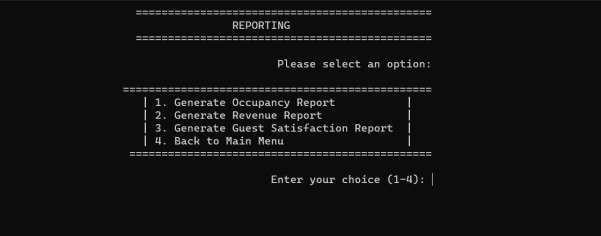 ==============================================
REPORTING
==============================================
Please select an option:
================================================
| 1. Generate Occupancy Report           |
| 2. Generate Revenue Report             |
| 3. Generate Guest Satisfaction Report  |
| 4. Back to Main Menu                   |
===============================================
Enter your choice (1-4):